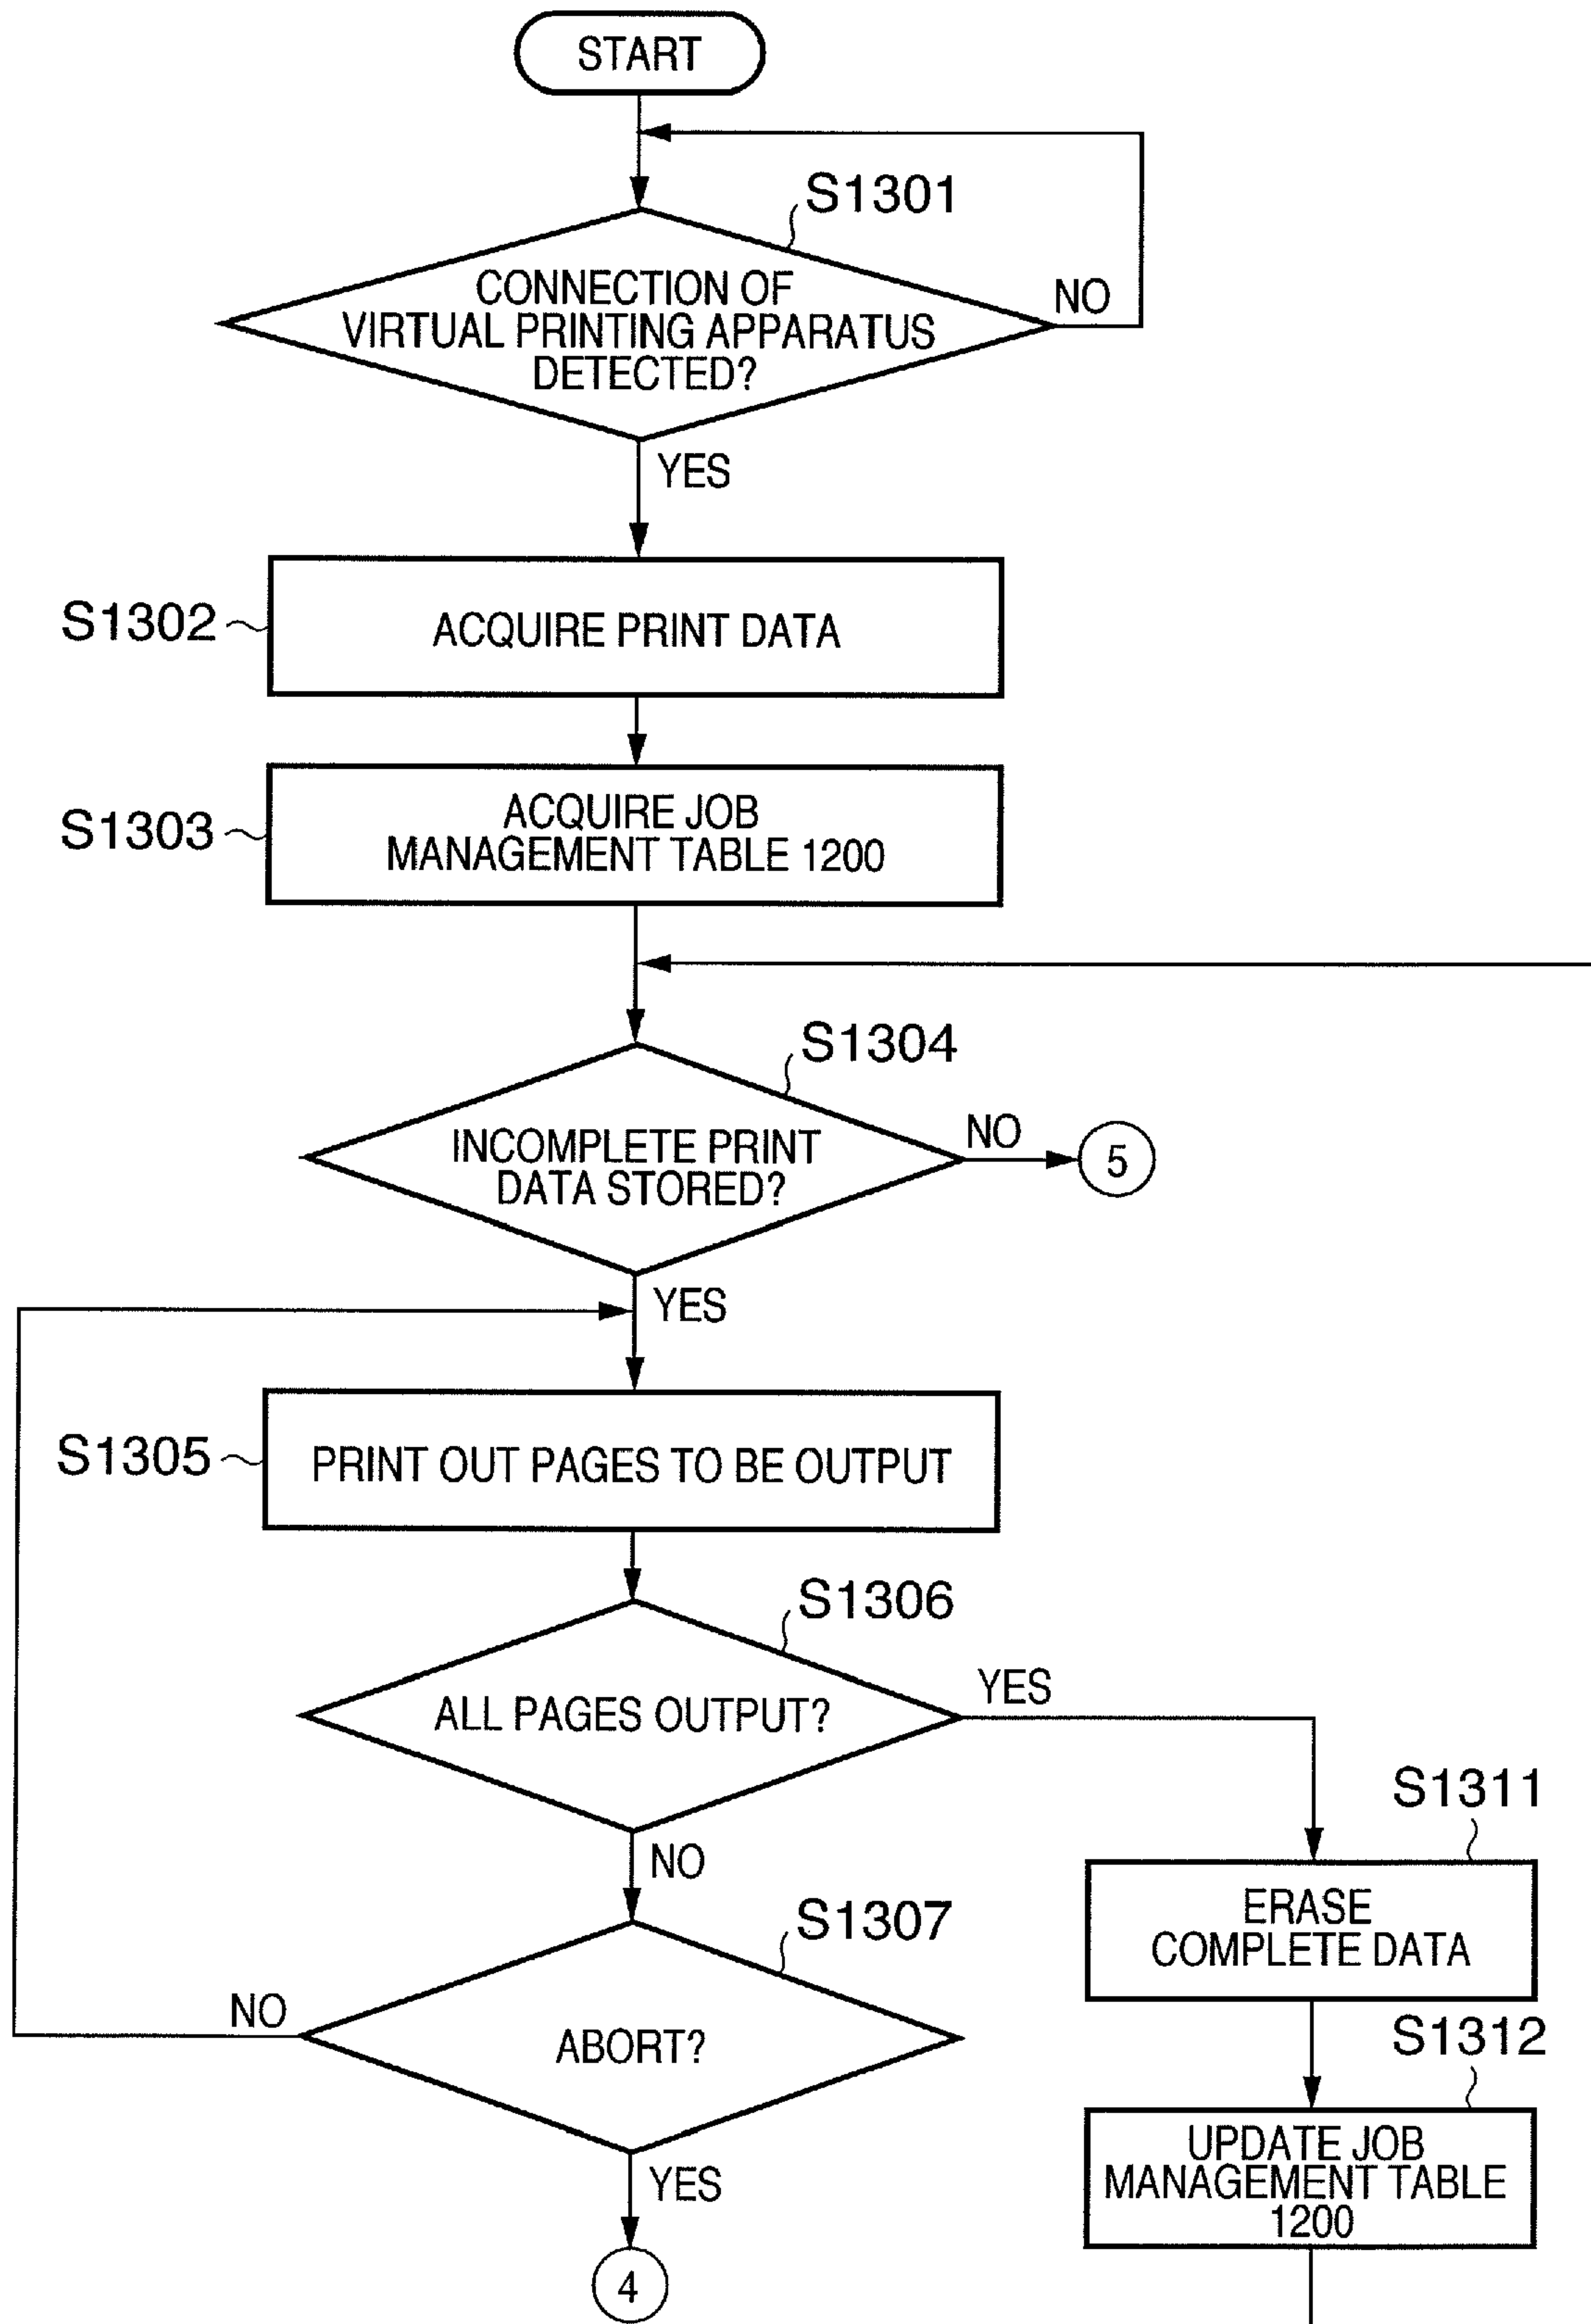 START
S1301
CONNECTION OF
VIRTUAL PRINTING APPARATUS
DETECTED?
NO
YES
S1302
ACQUIRE PRINT DATA
S1303
ACQUIRE JOB
MANAGEMENT TABLE 1200
S1304
INCOMPLETE PRINT
DATA STORED?
NO
5
YES
S1305
PRINT OUT PAGES TO BE OUTPUT
S1306
ALL PAGES OUTPUT?
YES
NO
S1311
ERASE
COMPLETE DATA
S1307
ABORT?
NO
YES
4
S1312
UPDATE JOB
MANAGEMENT TABLE
1200